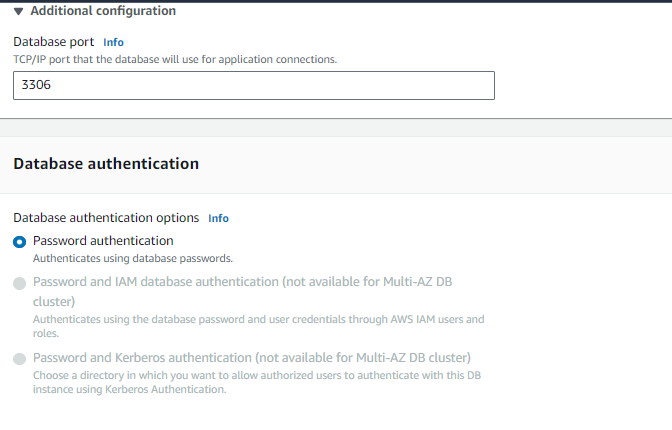 Additional configuration
Database port Info
TCP/IP port that the database will use for application connections.
3306
Database authentication
Database authentication options Info
Password authentication
Authenticates using database passwords.
Password and IAM database authentication (not available for Multi-AZ DB
cluster)
Authenticates using the database password and user credentials through AWS IAM users and
roles.
Password and Kerberos authentication (not available for Multi-AZ DB cluster)
Choose a directory in which you want to allow authorized users to authenticate with this DB
instance using Kerberos Authentication.